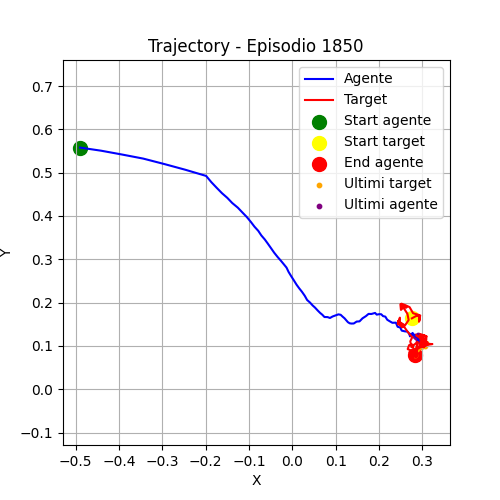 Trajectory - Episodio 1850
Agente
Target
Start agente
Start target
End agente
Ultimi target
Ultimi agente
0.7
0.6
0.5
0.4
0.3
0.2
0.1
0.0
−0.1
Y
−0.5 −0.4 −0.3 −0.2 −0.1 0.0 0.1 0.2 0.3
X